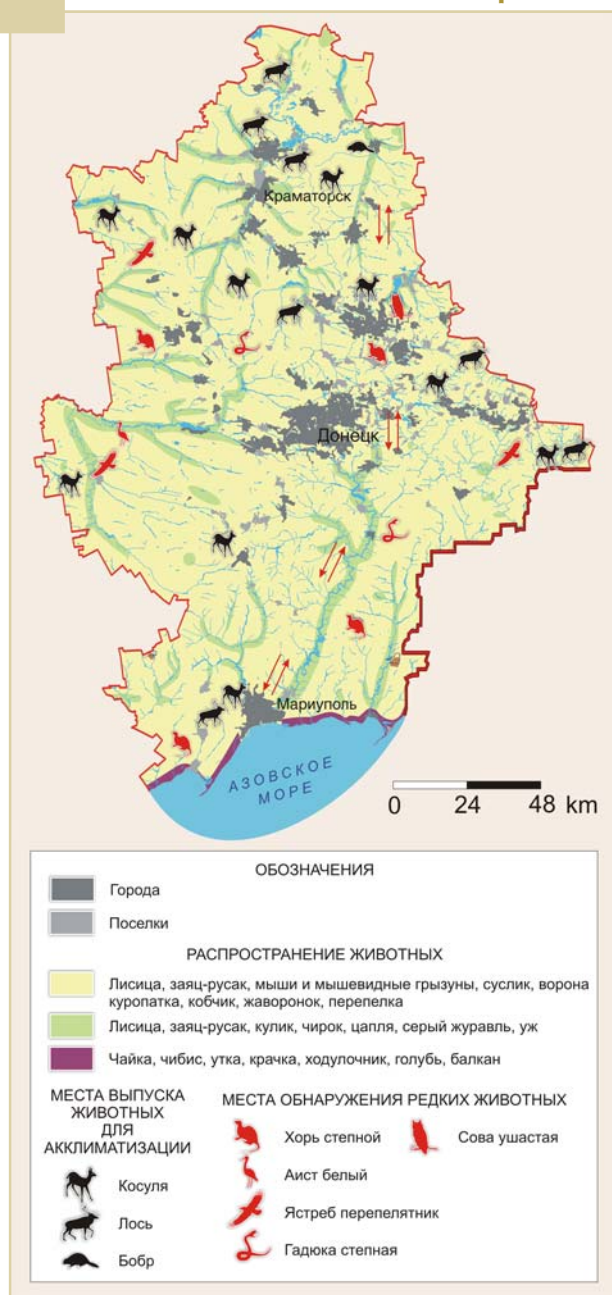 Краматорск
Донецк
Мариуполь
АЗОВСКОЕ
МОРЕ
0 24 48 km
ОБОЗНАЧЕНИЯ
Города
Поселки
РАСПРОСТРАНЕНИЕ ЖИВОТНЫХ
Лисица, заяц-русак, мыши и мышевидные грызуны, суслик, ворона
куропатка, кобчик, жаворонок, перепелка
Лисица, заяц-русак, кулик, чирок, цапля, серый журавль, уж
Чайка, чибис, утка, крачка, ходулочник, голубь, балкан
МЕСТА ВЫПУСКА
ЖИВОТНЫХ
ДЛЯ
АККЛИМАТИЗАЦИИ
Косуля
Лось
Бобр
МЕСТА ОБНАРУЖЕНИЯ РЕДКИХ ЖИВОТНЫХ
Хорь степной
Сова ушастая
Аист белый
Ястреб перепелятник
Гадюка степная